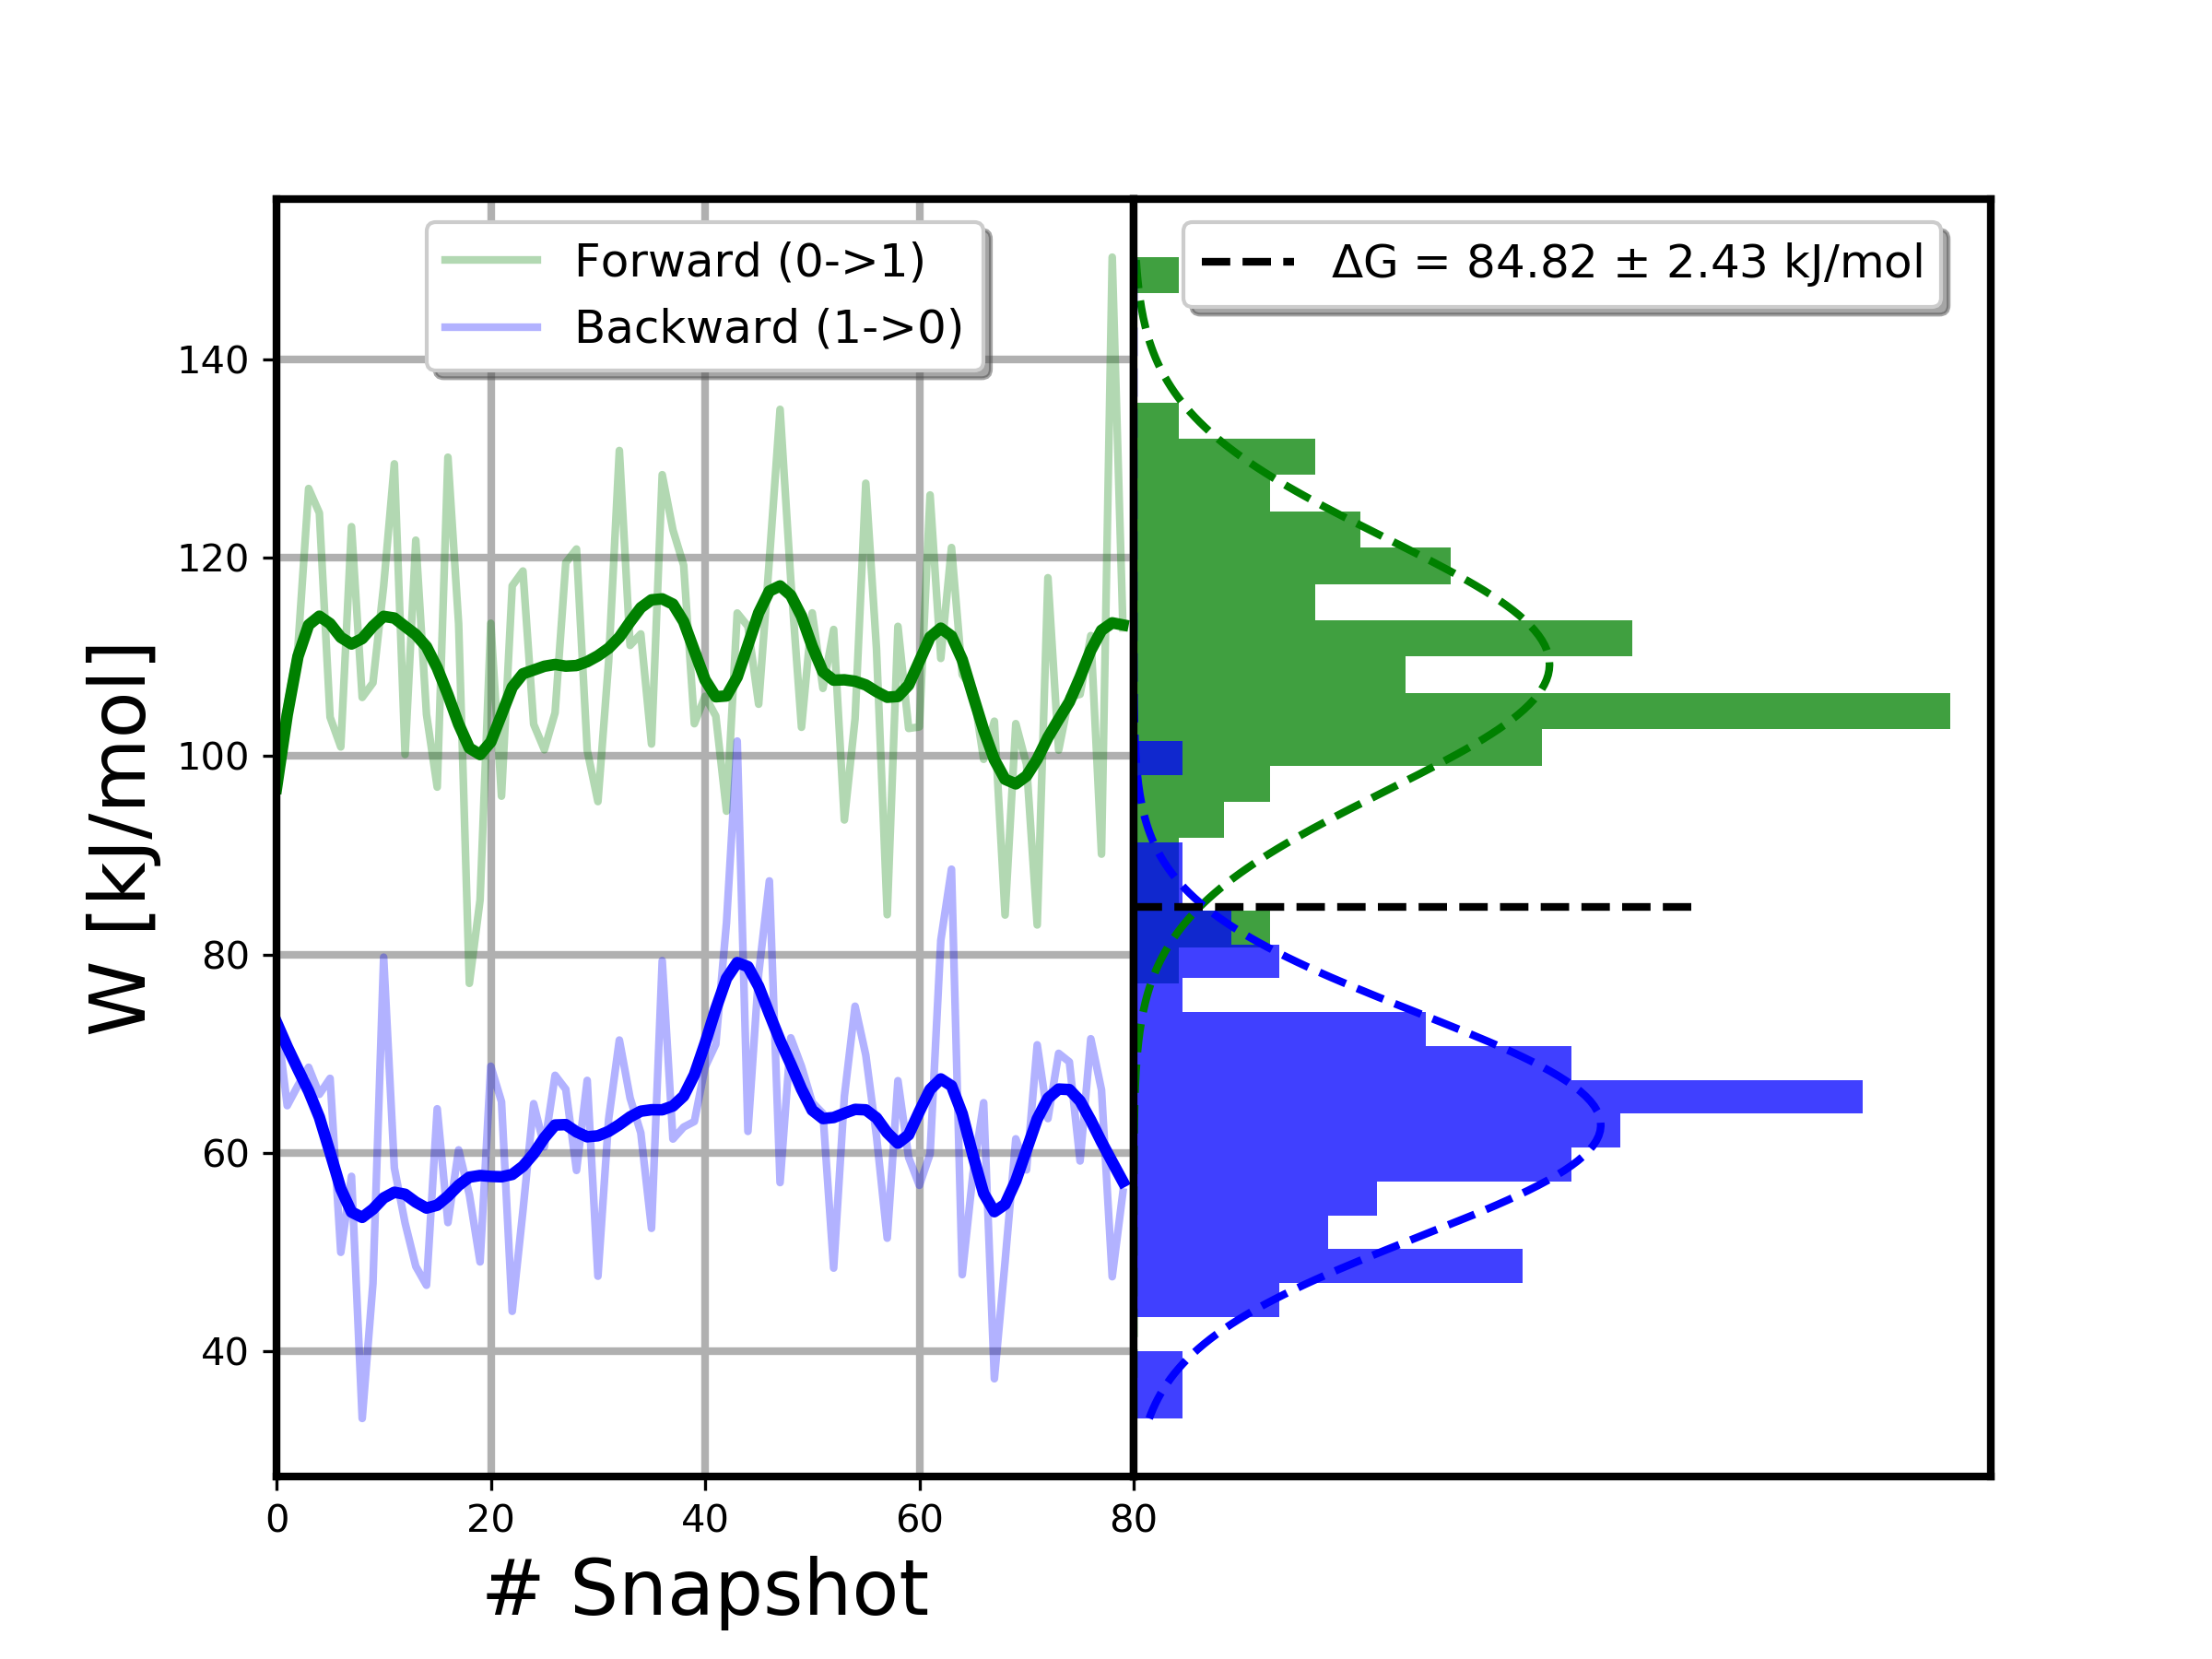 Forward (0->1)
Backward (1->0)
ΔG = 84.82 ± 2.43 kJ/mol
W [kJ/mol]
140
120
100
80
60
40
0 20 40 60 80
# Snapshot